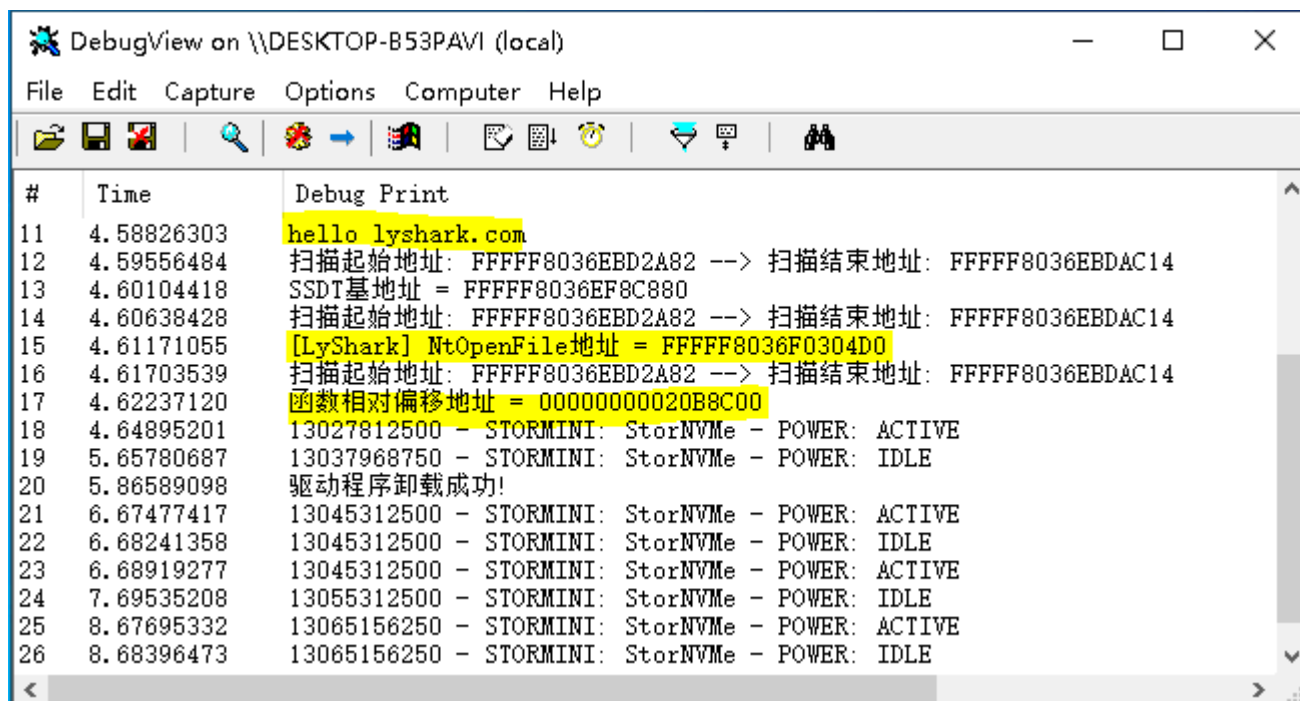 DebugView on \\DESKTOP-B53PAVI (local)
File Edit Capture Options Computer Help
# Time Debug Print
11 4.58826303 hello lyshark.com
12 4.59556484 扫描起始地址: FFFFF8036EBD2A82 --> 扫描结束地址: FFFFF8036EBDAC14
13 4.60104418 SSDT基地址 = FFFFF8036EF8C880
14 4.60638428 扫描起始地址: FFFFF8036EBD2A82 --> 扫描结束地址: FFFFF8036EBDAC14
15 4.61171055 [LyShark] NtOpenFile地址 = FFFFF8036F0304D0
16 4.61703539 扫描起始地址: FFFFF8036EBD2A82 --> 扫描结束地址: FFFFF8036EBDAC14
17 4.62237120 函数相对偏移地址 = 00000000020B8C00
18 4.64895201 13027812500 - STORMINI: StorNVMe - POWER: ACTIVE
19 5.65780687 13037968750 - STORMINI: StorNVMe - POWER: IDLE
20 5.86589098 驱动程序卸载成功!
21 6.67477417 13045312500 - STORMINI: StorNVMe - POWER: ACTIVE
22 6.68241358 13045312500 - STORMINI: StorNVMe - POWER: IDLE
23 6.68919277 13045312500 - STORMINI: StorNVMe - POWER: ACTIVE
24 7.69535208 13055312500 - STORMINI: StorNVMe - POWER: IDLE
25 8.67695332 13065156250 - STORMINI: StorNVMe - POWER: ACTIVE
26 8.68396473 13065156250 - STORMINI: StorNVMe - POWER: IDLE